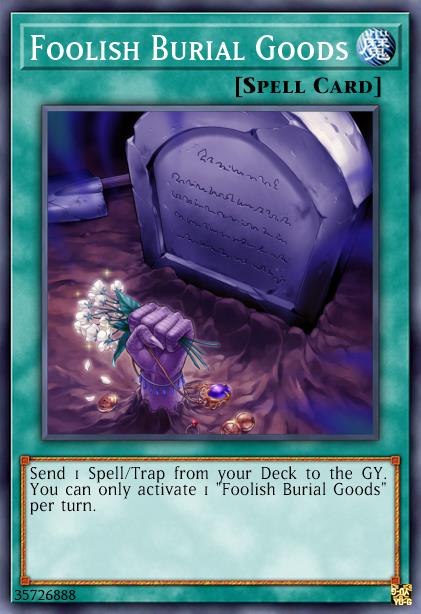 FOOLISH BURIAL GOODS
魔
[SPELL CARD]
Send 1 Spell/Trap from your Deck to the GY.
You can only activate 1 "Foolish Burial Goods"
per turn.
35726888